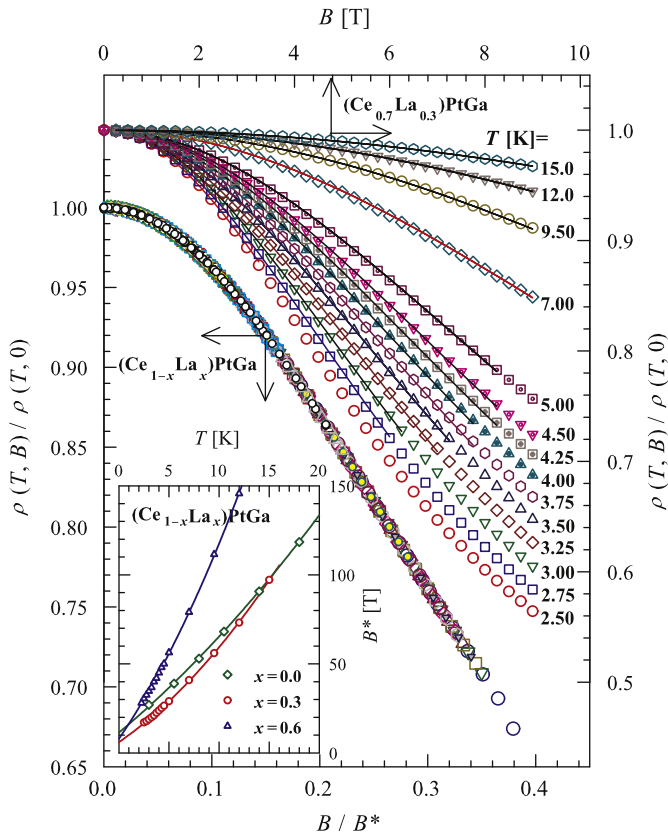 B [T]
0 2 4 6 8 10
(Ce0.7La0.3)PtGa
T [K]=
15.0
12.0
9.50
7.00
5.00
4.50
4.25
4.00
3.75
3.50
3.25
3.00
2.75
2.50
1.0
0.9
0.8
0.7
0.6
0.5
ρ (T, B) / ρ (T, 0)
1.00
0.95
0.90
0.85
0.80
0.75
0.70
0.65
ρ (T, B) / ρ (T, 0)
(Ce1-xLax)PtGa
T [K]
0 5 10 15 20
(Ce1-xLax)PtGa
150
100
50
0
B* [T]
x = 0.0
x = 0.3
x = 0.6
0.0 0.1 0.2 0.3 0.4
B / B*